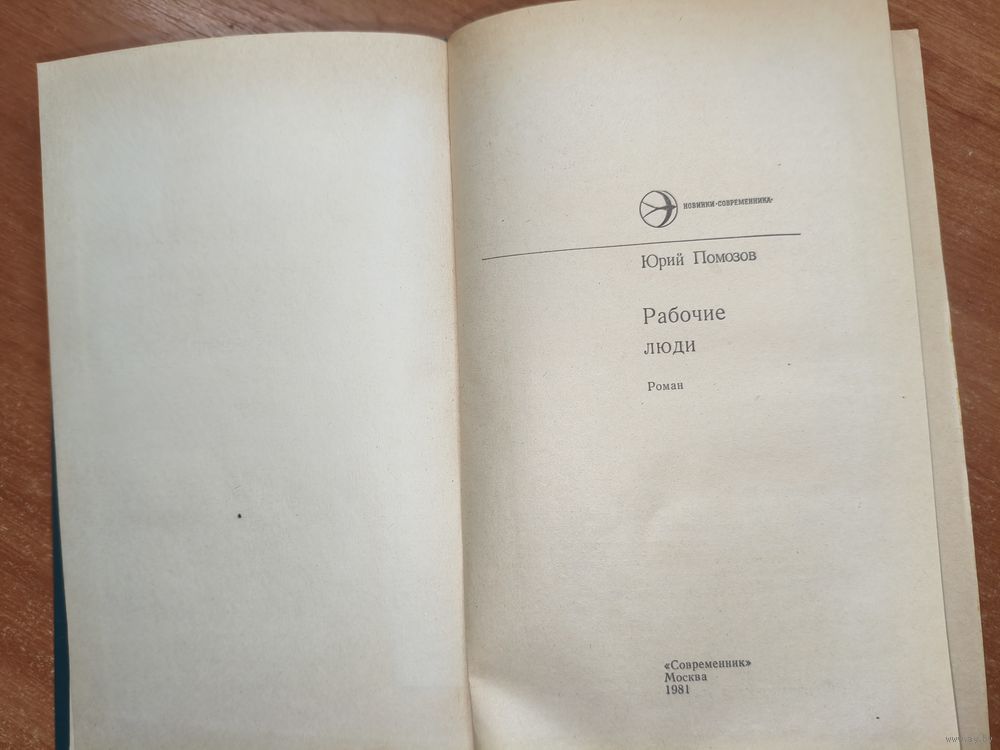 НОВИНКИ «СОВРЕМЕННИКА»
Юрий Помозов
Рабочие
люди
Роман
«Современник»
Москва
1981